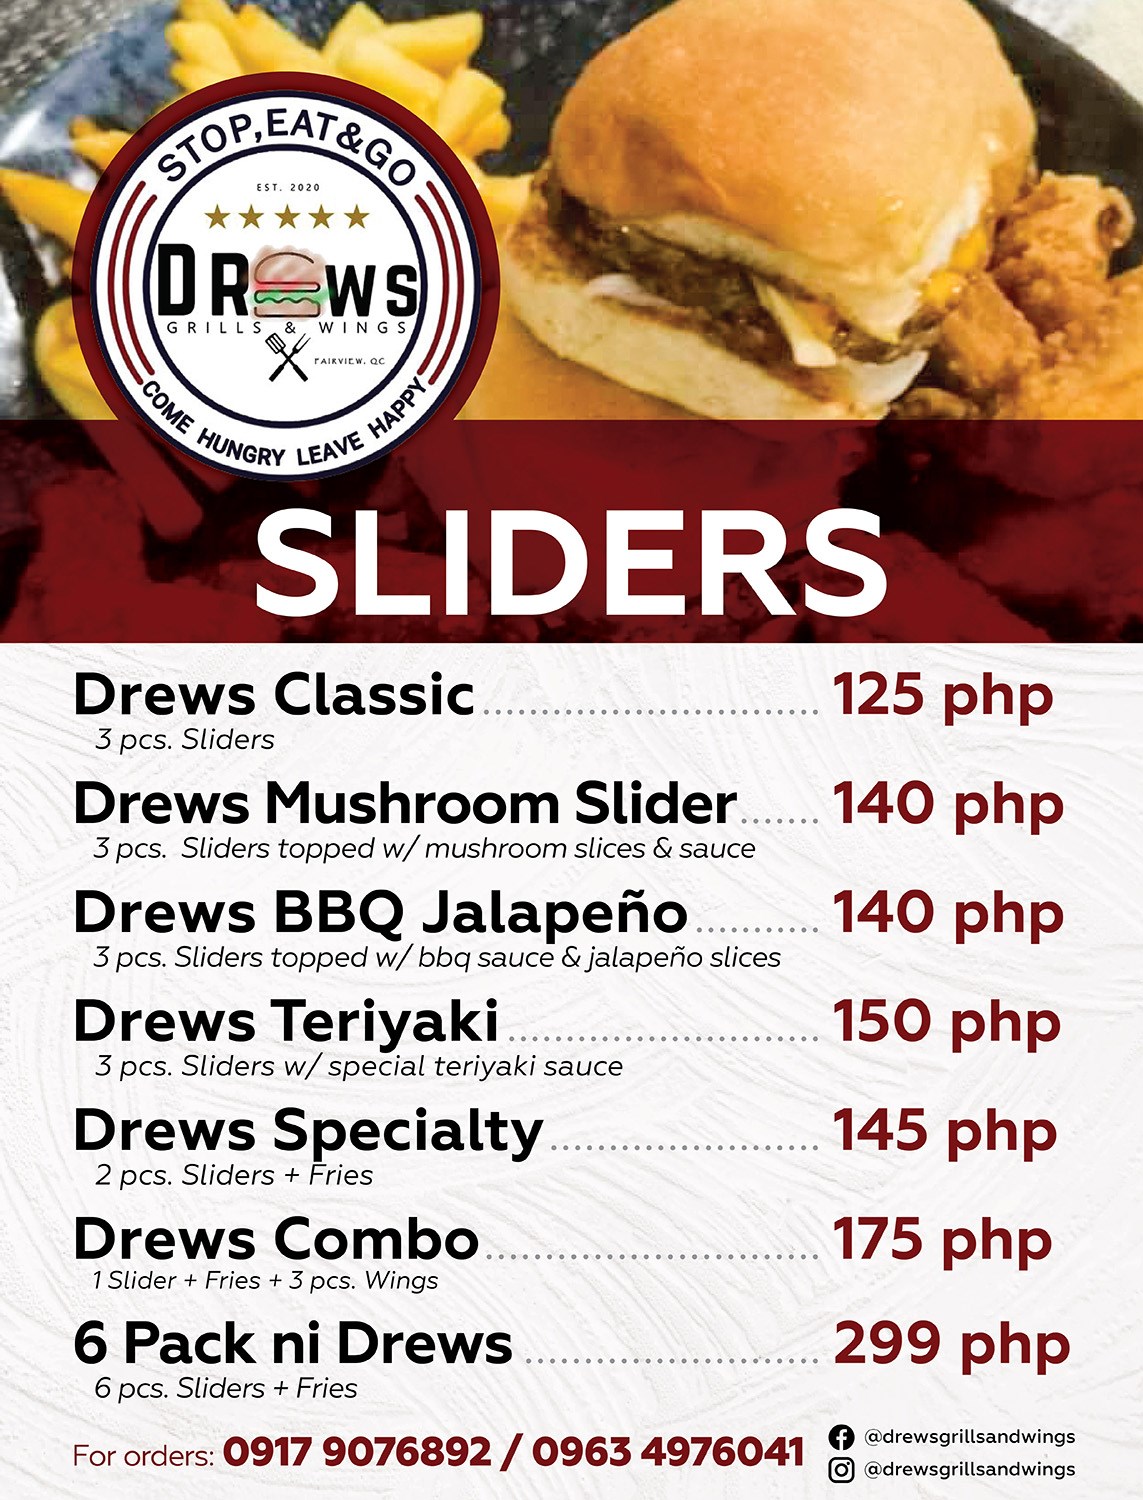 STOP,EAT&GO
EST. 2020
DREWS
GRILLS & WINGS
FAIRVIEW, QC
COME HUNGRY LEAVE HAPPY
SLIDERS
Drews Classic 125 php
3 pcs. Sliders
Drews Mushroom Slider 140 php
3 pcs. Sliders topped w/ mushroom slices & sauce
Drews BBQ Jalapeño 140 php
3 pcs. Sliders topped w/ bbq sauce & jalapeño slices
Drews Teriyaki 150 php
3 pcs. Sliders w/ special teriyaki sauce
Drews Specialty 145 php
2 pcs. Sliders + Fries
Drews Combo 175 php
1 Slider + Fries + 3 pcs. Wings
6 Pack ni Drews 299 php
6 pcs. Sliders + Fries
For orders: 0917 9076892 / 0963 4976041
@drewsgrillsandwings
@drewsgrillsandwings